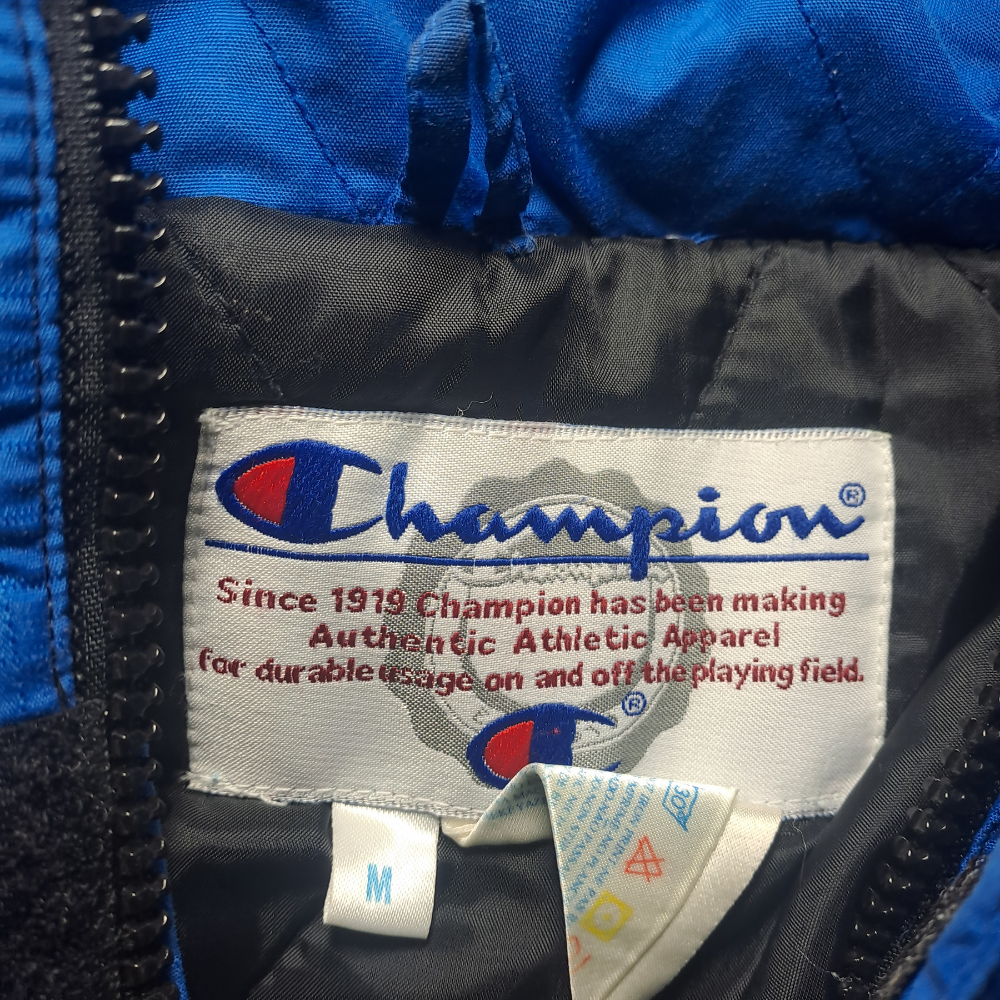 Champion®
Since 1919 Champion has been making
Authentic Athletic Apparel
for durable usage on and off the playing field.
®
M
30°